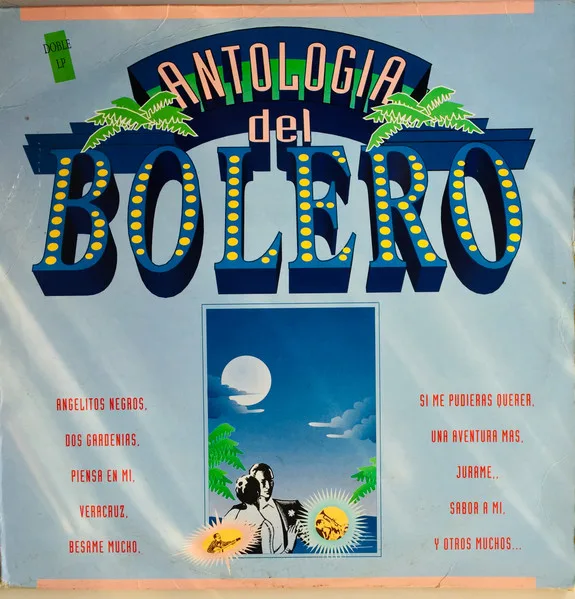 DOBLE
LP
ANTOLOGIA
del
BOLERO
ANGELITOS NEGROS,
DOS GARDENIAS,
PIENSA EN MI,
VERACRUZ,
BESAME MUCHO,
SI ME PUDIERAS QUERER,
UNA AVENTURA MAS,
JURAME,,
SABOR A MI,
Y OTROS MUCHOS...